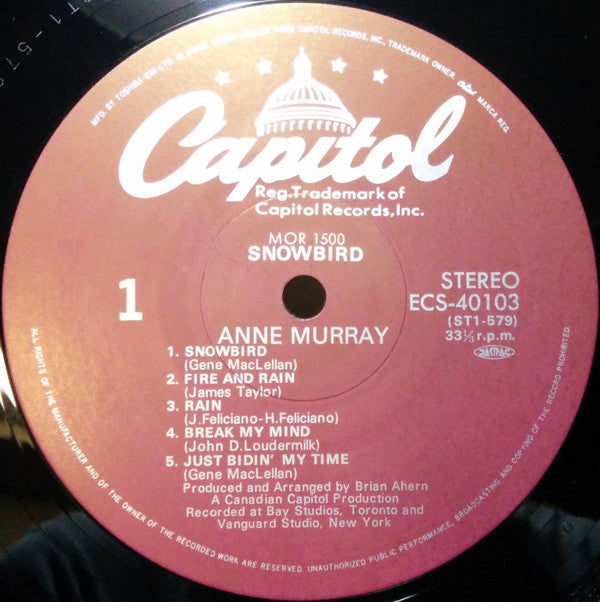 MFG. BY TOSHIBA-EMI LTD. IN JAPAN UNDER LICENSE FROM CAPITOL RECORDS, INC., TRADEMARK OWNER. Capitol MARCA REG.
Capitol
Reg.Trademark of
Capitol Records,Inc.
MOR 1500
SNOWBIRD
1
STEREO
ECS-40103
(ST1-579)
33⅓ r.p.m.
JASRAC
ANNE MURRAY
1. SNOWBIRD
(Gene MacLellan)
2. FIRE AND RAIN
(James Taylor)
3. RAIN
(J.Feliciano-H.Feliciano)
4. BREAK MY MIND
(John D.Loudermilk)
5. JUST BIDIN' MY TIME
(Gene MacLellan)
Produced and Arranged by Brian Ahern
A Canadian Capitol Production
Recorded at Bay Studios, Toronto and
Vanguard Studio, New York
ALL RIGHTS OF THE MANUFACTURER AND OF THE OWNER OF THE RECORDED WORK ARE RESERVED. UNAUTHORIZED PUBLIC PERFORMANCE, BROADCASTING AND COPYING OF THE RECORD PROHIBITED.